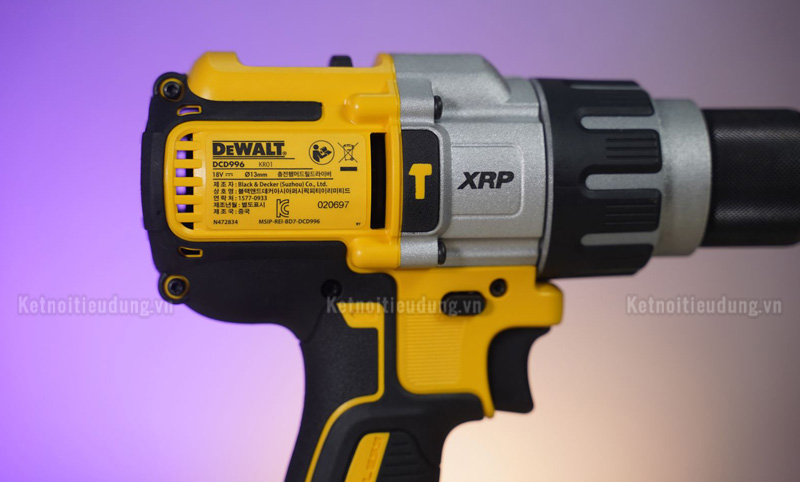 DEWALT®
DCD996 KR01
18V Ø13mm 충전햄머드릴드라이버
제 조 자 : Black & Decker (Suzhou) Co., Ltd.
상 호 명 : 블랙앤드데커아시아퍼시픽피티이리미티드
연 락 처 : 1577-0933
제조년월 : 별도표시
제 조 국 : 중국
020697
N472834 MSIP-REI-BD7-DCD996
XRP
Ketnoitieudung.vn Ketnoitieudung.vn Ketnoitieudung.vn